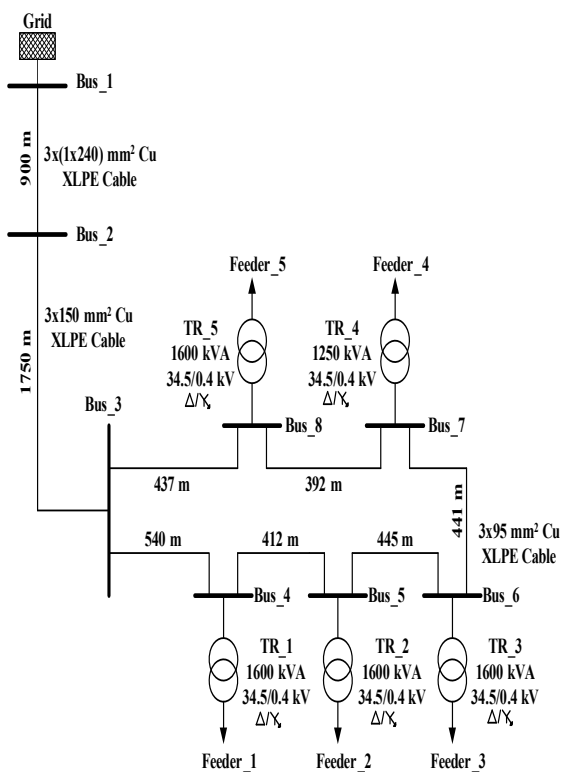 Grid
Bus_1
900 m
3x(1x240) mm² Cu
XLPE Cable
Bus_2
1750 m
3x150 mm² Cu
XLPE Cable
Feeder_5
Feeder_4
TR_5
1600 kVA
34.5/0.4 kV
Δ/Y
TR_4
1250 kVA
34.5/0.4 kV
Δ/Y
Bus_3
Bus_8
Bus_7
437 m
392 m
441 m
3x95 mm² Cu
XLPE Cable
540 m
412 m
445 m
Bus_4
Bus_5
Bus_6
TR_1
1600 kVA
34.5/0.4 kV
Δ/Y
TR_2
1600 kVA
34.5/0.4 kV
Δ/Y
TR_3
1600 kVA
34.5/0.4 kV
Δ/Y
Feeder_1
Feeder_2
Feeder_3